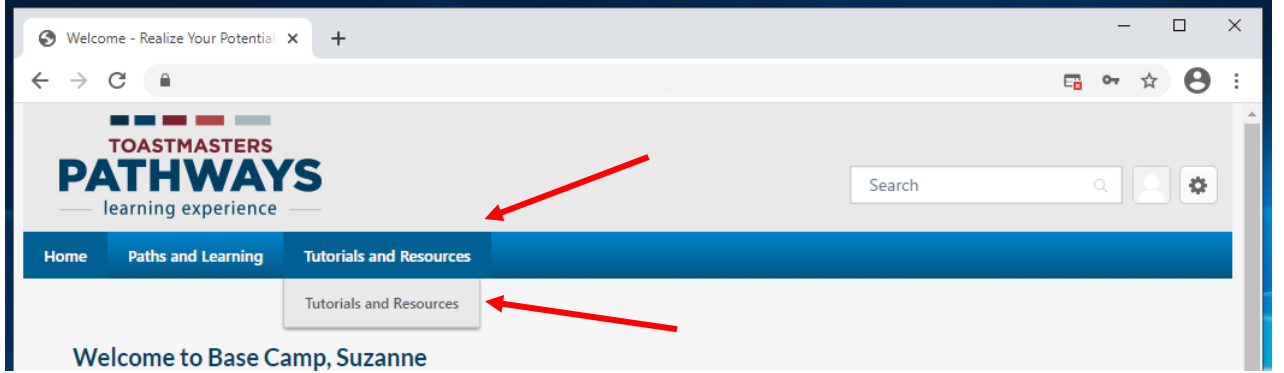 Welcome - Realize Your Potential
TOASTMASTERS
PATHWAYS
learning experience
Search
Home Paths and Learning Tutorials and Resources
Tutorials and Resources
Welcome to Base Camp, Suzanne